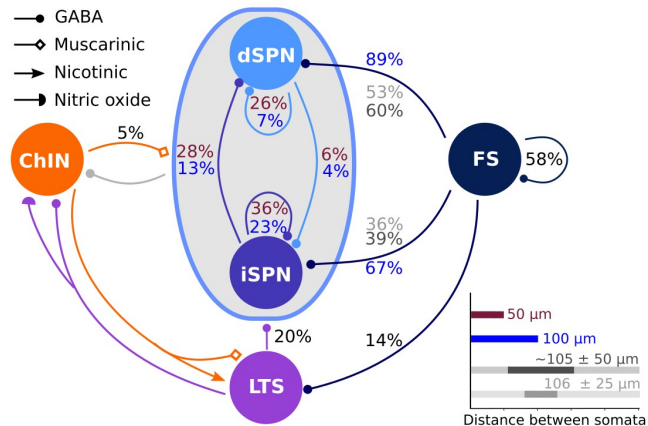 GABA
Muscarinic
Nicotinic
Nitric oxide
dSPN
89%
53%
60%
26%
7%
5%
ChIN
28%
13%
6%
4%
FS
58%
36%
23%
36%
39%
67%
iSPN
20%
14%
LTS
50 µm
100 µm
~105 ± 50 µm
106 ± 25 µm
Distance between somata